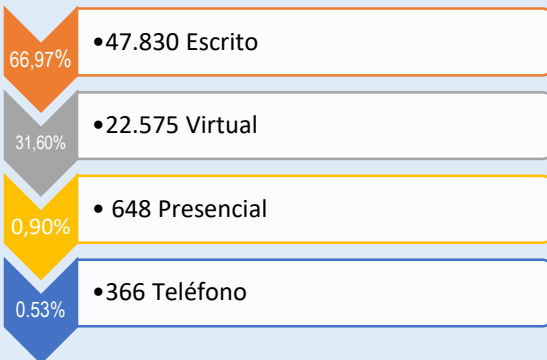 66,97%
•47.830 Escrito
31,60%
•22.575 Virtual
0,90%
• 648 Presencial
0.53%
•366 Teléfono